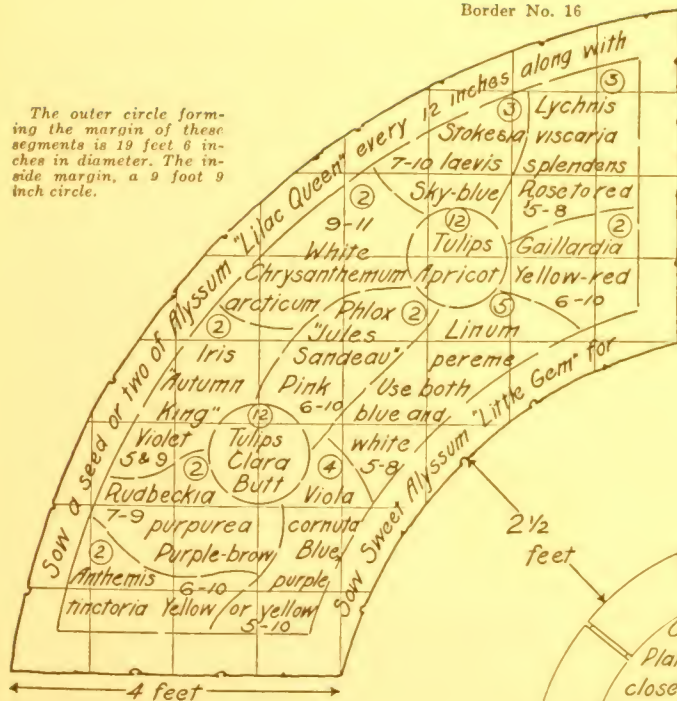 Border No. 16
The outer circle form-
ing the margin of these
segments is 19 feet 6 in-
ches in diameter. The in-
side margin, a 9 foot 9
inch circle.
Sow a seed or two of Alyssum "Lilac Queen" every 12 inches along with
③
Lychnis
viscaria
splendens
Rose to red
5-8
③
Stokesia
7-10 laevis
Sky-blue
②
9-11
White
Chrysanthemum
arcticum
⑫
Tulips
Apricot
②
Gaillardia
Yellow-red
6-10
②
Iris
"Autumn
King"
Violet
5 & 9
Phlox ②
"Jules
Sandeau"
Pink
6-10
⑤
Linum
perenne
Use both
blue and
white
5-8
⑫
Tulips
Clara
Butt
②
Rudbeckia
7-9
purpurea
Purple-brow
④
Viola
cornuta
Blue,
purple
or yellow
5-10
②
Anthemis
6-10
tinctoria Yellow
Sow Sweet Alyssum "Little Gem" for
2½
feet
4 feet
Plan
close